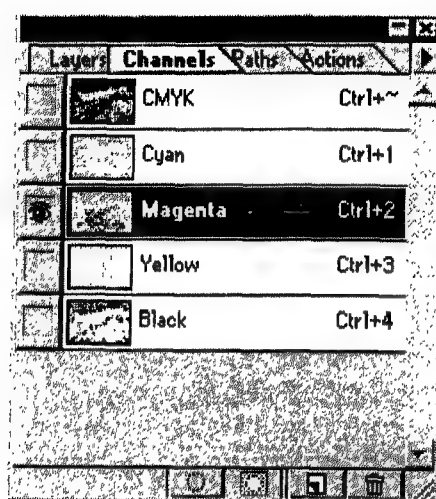 Layers Channels Paths Actions
CMYK Ctrl+~
Cyan Ctrl+1
Magenta Ctrl+2
Yellow Ctrl+3
Black Ctrl+4